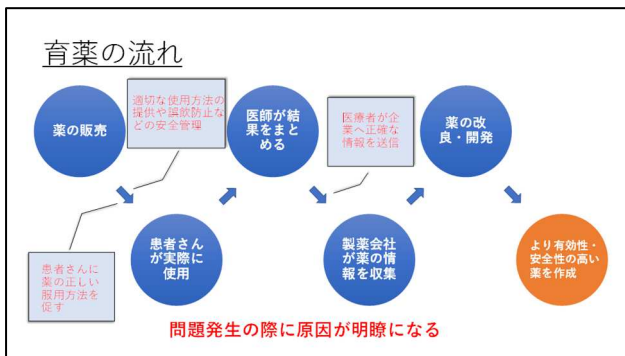 育薬の流れ
薬の販売
適切な使用方法の
提供や誤飲防止な
どの安全管理
医師が結
果をまと
める
医療者が企
業へ正確な
情報を送信
薬の改
良・開発
患者さんに
薬の正しい
服用方法を
促す
患者さん
が実際に
使用
製薬会社
が薬の情
報を収集
より有効性・
安全性の高い
薬を作成
問題発生の際に原因が明瞭になる